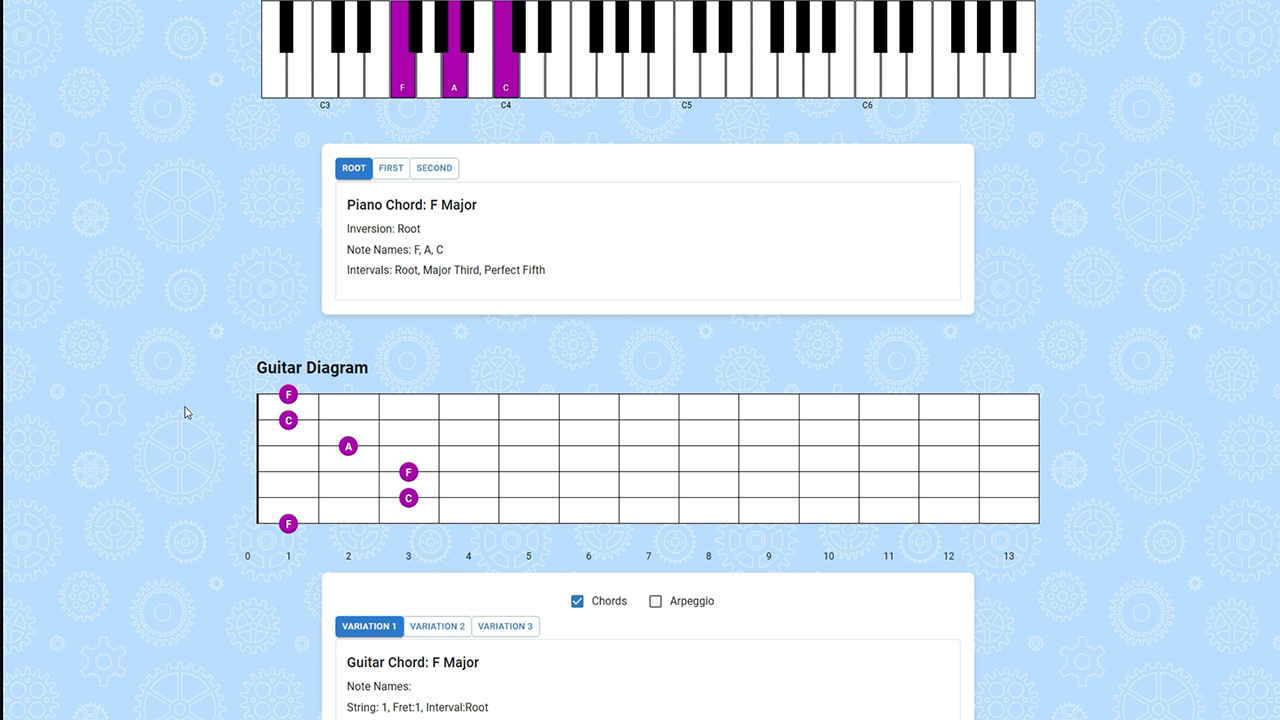 F A C
C3 C4 C5 C6
ROOT FIRST SECOND
Piano Chord: F Major
Inversion: Root
Note Names: F, A, C
Intervals: Root, Major Third, Perfect Fifth
Guitar Diagram
F
C
A
F
C
F
0 1 2 3 4 5 6 7 8 9 10 11 12 13
Chords Arpeggio
VARIATION 1 VARIATION 2 VARIATION 3
Guitar Chord: F Major
Note Names:
String: 1, Fret:1, Interval:Root